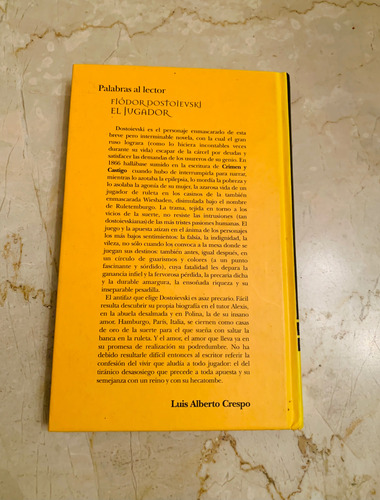 Palabras al lector
FIÓDOR DOSTOIEVSKI
EL JUGADOR
Dostoievski es el personaje enmascarado de esta
breve pero interminable novela, con la cual el gran
ruso lograra (como lo hiciera incontables veces
durante su vida) escapar de la cárcel por deudas y
satisfacer las demandas de los usureros de su genio. En
1866 hallábase sumido en la escritura de Crimen y
Castigo cuando hubo de interrumpirla para narrar,
mientras lo azotaba la epilepsia, lo mordía la pobreza y
lo asolaba la agonía de su mujer, la azarosa vida de un
jugador de ruleta en los casinos de la también
enmascarada Wiesbaden, disimulada bajo el nombre
de Ruletemburgo. La trama, tejida en torno a los
vicios de la suerte, no resiste las intrusiones (tan
dostoievskianas) de las más tristes pasiones humanas. El
juego y la apuesta atizan en el ánima de los personajes
los más bajos sentimientos: la falsía, la indignidad, la
vileza, no sólo cuando los convoca a la mesa donde se
juegan sus destinos: también antes, igual después, en
un círculo de guarismos y colores (a un punto
fascinante y sórdido), cuya fatalidad les depara la
ganancia infiel y la fervorosa pérdida, la precaria dicha
y la durable amargura, la ensoñada riqueza y su
inseparable pesadilla.
El antifaz que elige Dostoievski es asaz precario. Fácil
resulta descubrir su propia biografía en el tutor Alexis,
en la abuela desalmada y en Polina, la de su insano
amor. Hamburgo, París, Italia, se ciernen como casas
de oro de la suerte para el que sueña con saltar la
banca en la ruleta. Y el amor, el amor que lleva ya en
su promesa de realización su podredumbre. No ha
debido resultarle difícil entonces al escritor referir la
confesión del vivir que aludía a todo jugador: el del
tiránico desasosiego que precede a toda apuesta y su
semejanza con un reino y con su hecatombe.
Luis Alberto Crespo